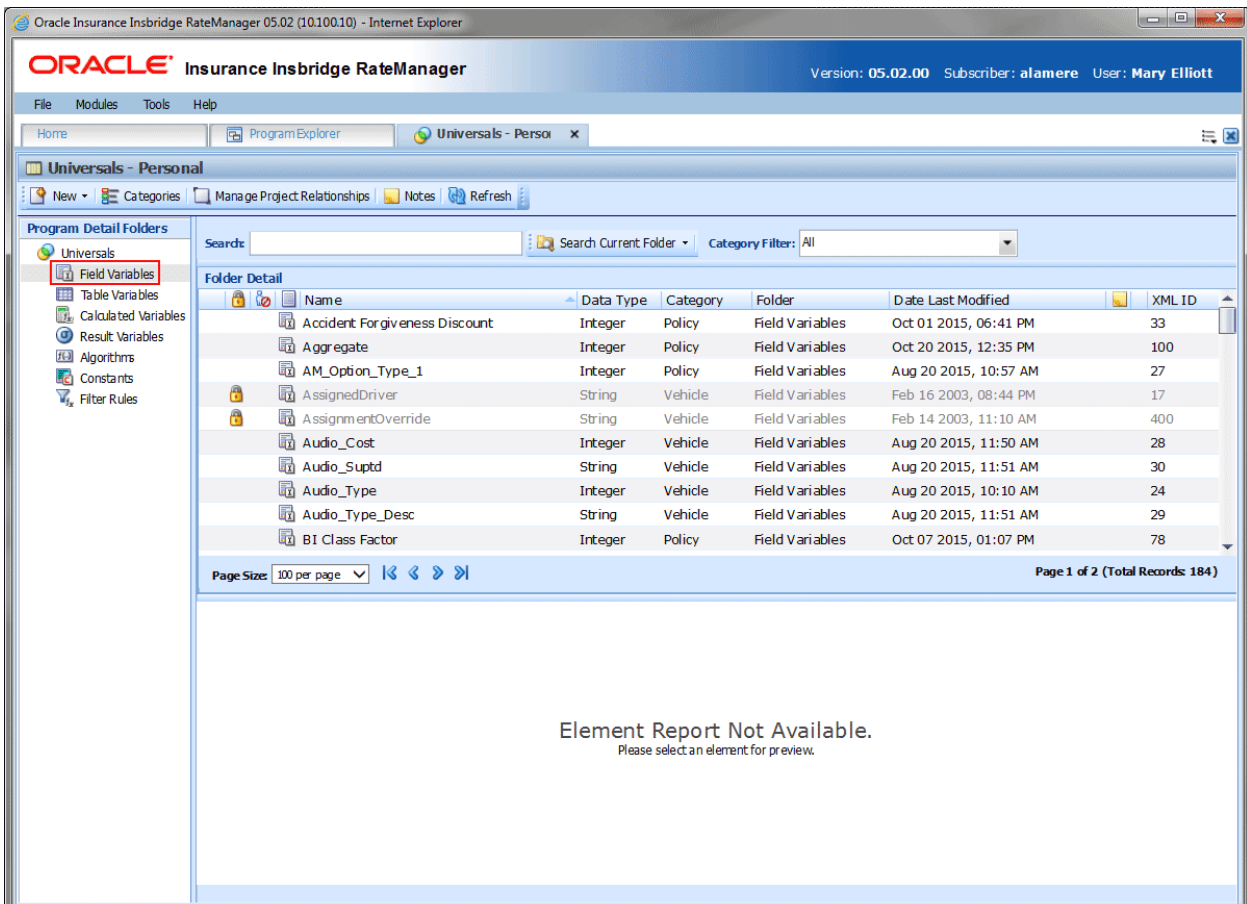 Oracle Insurance Insbridge RateManager 05.02 (10.100.10) - Internet Explorer
ORACLE Insurance Insbridge RateManager
Version: 05.02.00 Subscriber: alamere User: Mary Elliott
File Modules Tools Help
Home Program Explorer Universals - Person
Universals - Personal
New Categories Manage Project Relationships Notes Refresh
Program Detail Folders
Universals
Field Variables
Table Variables
Calculated Variables
Result Variables
Algorithms
Constants
Filter Rules
Search: Search Current Folder Category Filter: All
Folder Detail
Name Data Type Category Folder Date Last Modified XML ID
Accident Forgiveness Discount Integer Policy Field Variables Oct 01 2015, 06:41 PM 33
Aggregate Integer Policy Field Variables Oct 20 2015, 12:35 PM 100
AM_Option_Type_1 Integer Policy Field Variables Aug 20 2015, 10:57 AM 27
AssignedDriver String Vehicle Field Variables Feb 16 2003, 08:44 PM 17
AssignmentOverride String Vehicle Field Variables Feb 14 2003, 11:10 AM 400
Audio_Cost Integer Vehicle Field Variables Aug 20 2015, 11:50 AM 28
Audio_Suptd String Vehicle Field Variables Aug 20 2015, 11:51 AM 30
Audio_Type Integer Vehicle Field Variables Aug 20 2015, 10:10 AM 24
Audio_Type_Desc String Vehicle Field Variables Aug 20 2015, 11:51 AM 29
BI Class Factor Integer Policy Field Variables Oct 07 2015, 01:07 PM 78
Page Size: 100 per page Page 1 of 2 (Total Records: 184)
Element Report Not Available.
Please select an element for preview.